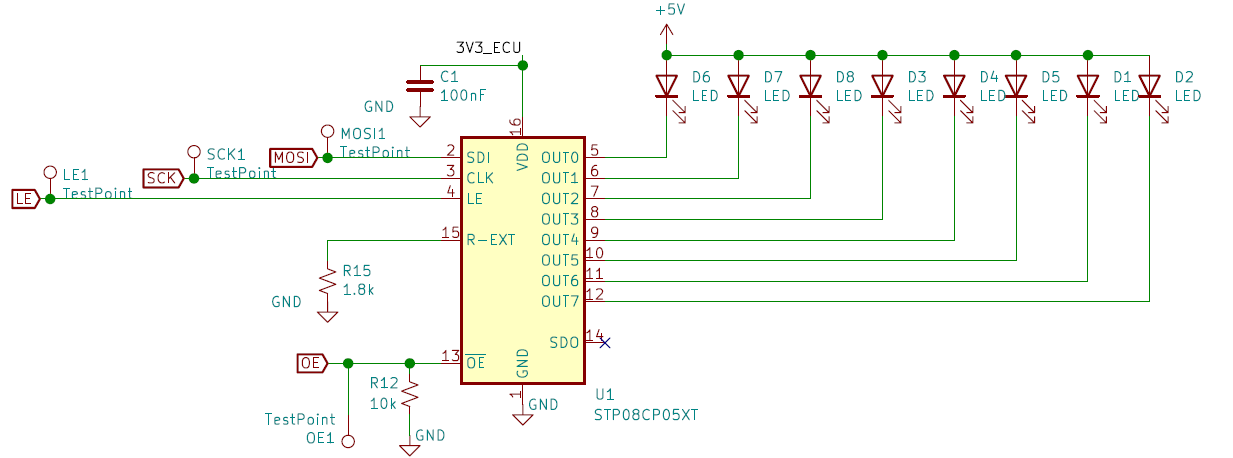 +5V
3V3_ECU
C1
100nF
GND
D6
LED
D7
LED
D8
LED
D3
LED
D4
LED
D5
LED
D1
LED
D2
LED
16
VDD
MOSI1
TestPoint
MOSI
2
SDI
OUT0
5
SCK1
TestPoint
SCK
3
CLK
OUT1
6
LE1
TestPoint
LE
4
LE
OUT2
7
OUT3
8
15
R-EXT
OUT4
9
OUT5
10
R15
1.8k
GND
OUT6
11
OUT7
12
SDO
14
OE
13
OE
GND
1
GND
R12
10k
GND
TestPoint
OE1
U1
STP08CP05XT